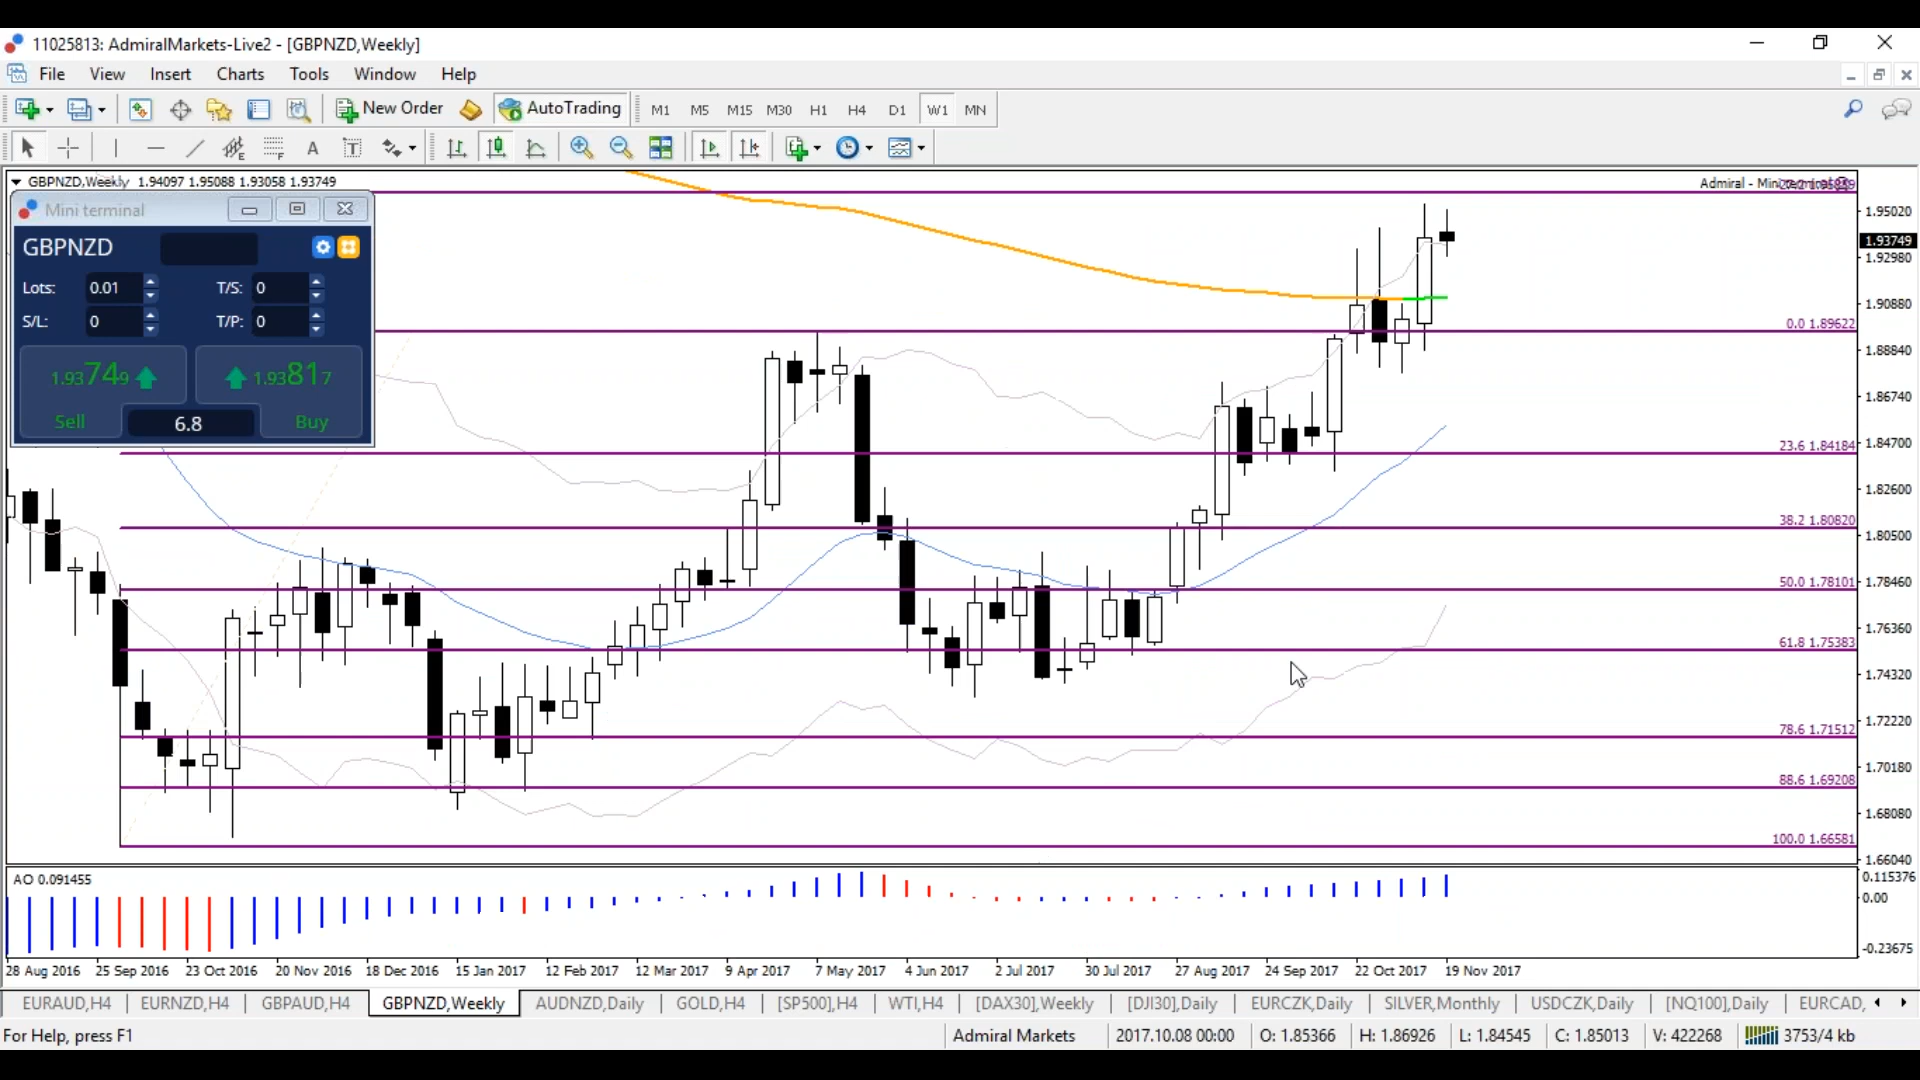 11025813: AdmiralMarkets-Live2 - [GBPNZD,Weekly]
File View Insert Charts Tools Window Help
New Order AutoTrading M1 M5 M15 M30 H1 H4 D1 W1 MN
A T
GBPNZD,Weekly 1.94097 1.95088 1.93058 1.93749
Admiral - Mini
Mini terminal
GBPNZD
Lots: 0.01 T/S: 0
S/L: 0 T/P: 0
1.93749 1.93817
Sell 6.8 Buy
1.95020
1.93749
1.92980
1.90880
0.0 1.89622
1.88840
1.86740
23.6 1.84184
1.84700
1.82600
38.2 1.80820
1.80500
50.0 1.78101
1.78460
1.76360
61.8 1.75383
1.74320
78.6 1.71512
1.72220
1.70180
88.6 1.69208
1.68080
100.0 1.66581
1.66040
AO 0.091455
0.115376
0.00
-0.23675
28 Aug 2016 25 Sep 2016 23 Oct 2016 20 Nov 2016 18 Dec 2016 15 Jan 2017 12 Feb 2017 12 Mar 2017 9 Apr 2017 7 May 2017 4 Jun 2017 2 Jul 2017 30 Jul 2017 27 Aug 2017 24 Sep 2017 22 Oct 2017 19 Nov 2017
EURAUD,H4 EURNZD,H4 GBPAUD,H4 GBPNZD,Weekly AUDNZD,Daily GOLD,H4 [SP500],H4 WTI,H4 [DAX30],Weekly [DJI30],Daily EURCZK,Daily SILVER,Monthly USDCZK,Daily [NQ100],Daily EURCAD,
For Help, press F1 Admiral Markets 2017.10.08 00:00 O: 1.85366 H: 1.86926 L: 1.84545 C: 1.85013 V: 422268 3753/4 kb